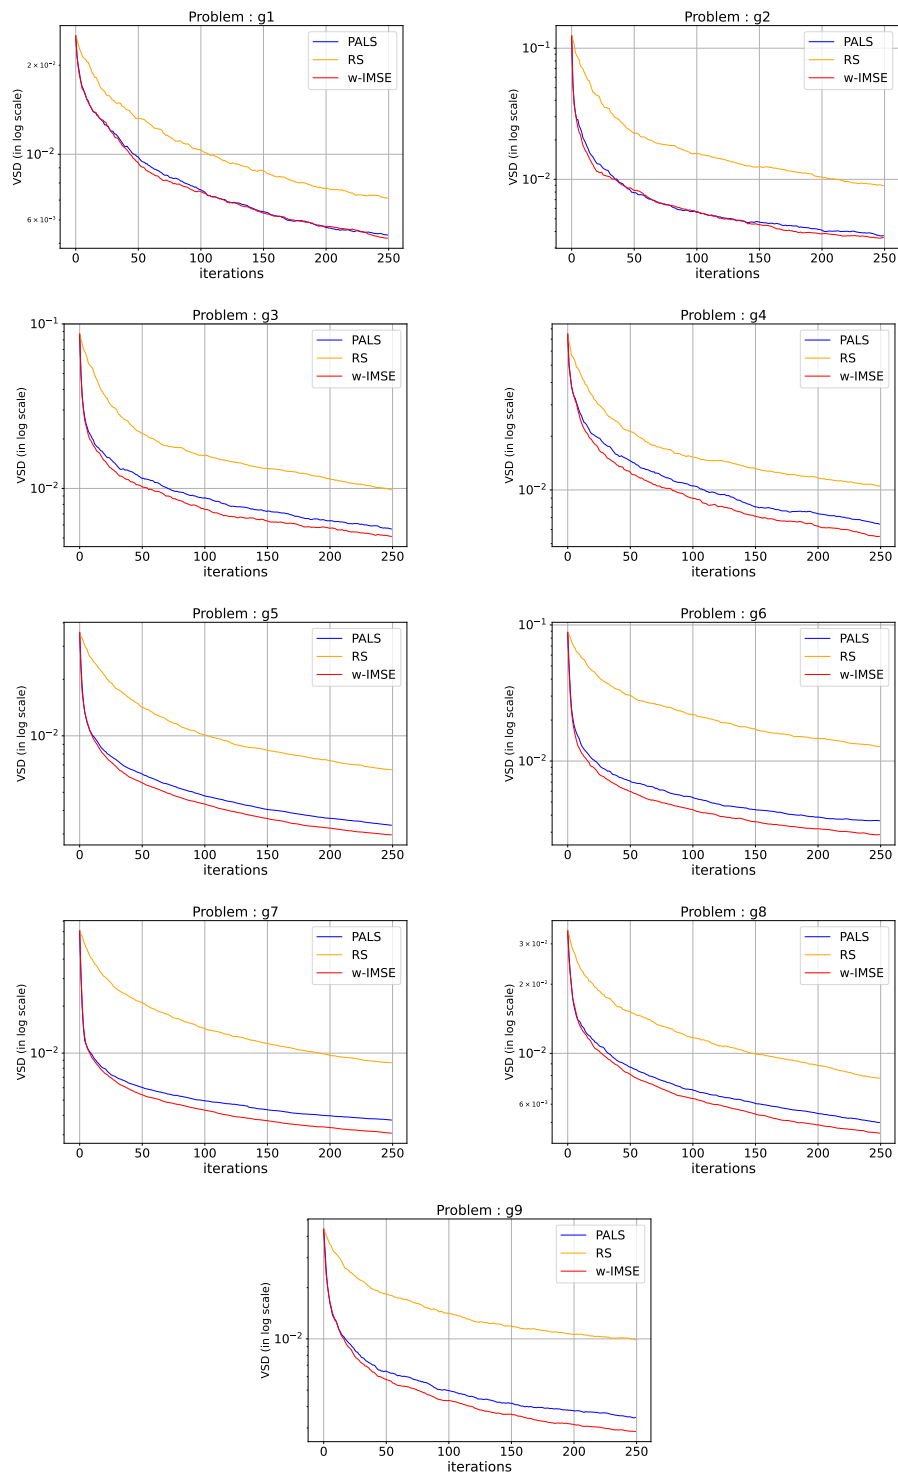 Problem : g1
VSD (in log scale)
2 × 10⁻²
10⁻²
6 × 10⁻³
PALS
RS
w-IMSE
0 50 100 150 200 250
iterations
Problem : g2
VSD (in log scale)
10⁻¹
10⁻²
PALS
RS
w-IMSE
0 50 100 150 200 250
iterations
Problem : g3
VSD (in log scale)
10⁻¹
10⁻²
PALS
RS
w-IMSE
0 50 100 150 200 250
iterations
Problem : g4
VSD (in log scale)
10⁻²
PALS
RS
w-IMSE
0 50 100 150 200 250
iterations
Problem : g5
VSD (in log scale)
10⁻²
PALS
RS
w-IMSE
0 50 100 150 200 250
iterations
Problem : g6
VSD (in log scale)
10⁻¹
10⁻²
PALS
RS
w-IMSE
0 50 100 150 200 250
iterations
Problem : g7
VSD (in log scale)
10⁻²
PALS
RS
w-IMSE
0 50 100 150 200 250
iterations
Problem : g8
VSD (in log scale)
3 × 10⁻²
2 × 10⁻²
10⁻²
6 × 10⁻³
PALS
RS
w-IMSE
0 50 100 150 200 250
iterations
Problem : g9
VSD (in log scale)
10⁻²
PALS
RS
w-IMSE
0 50 100 150 200 250
iterations